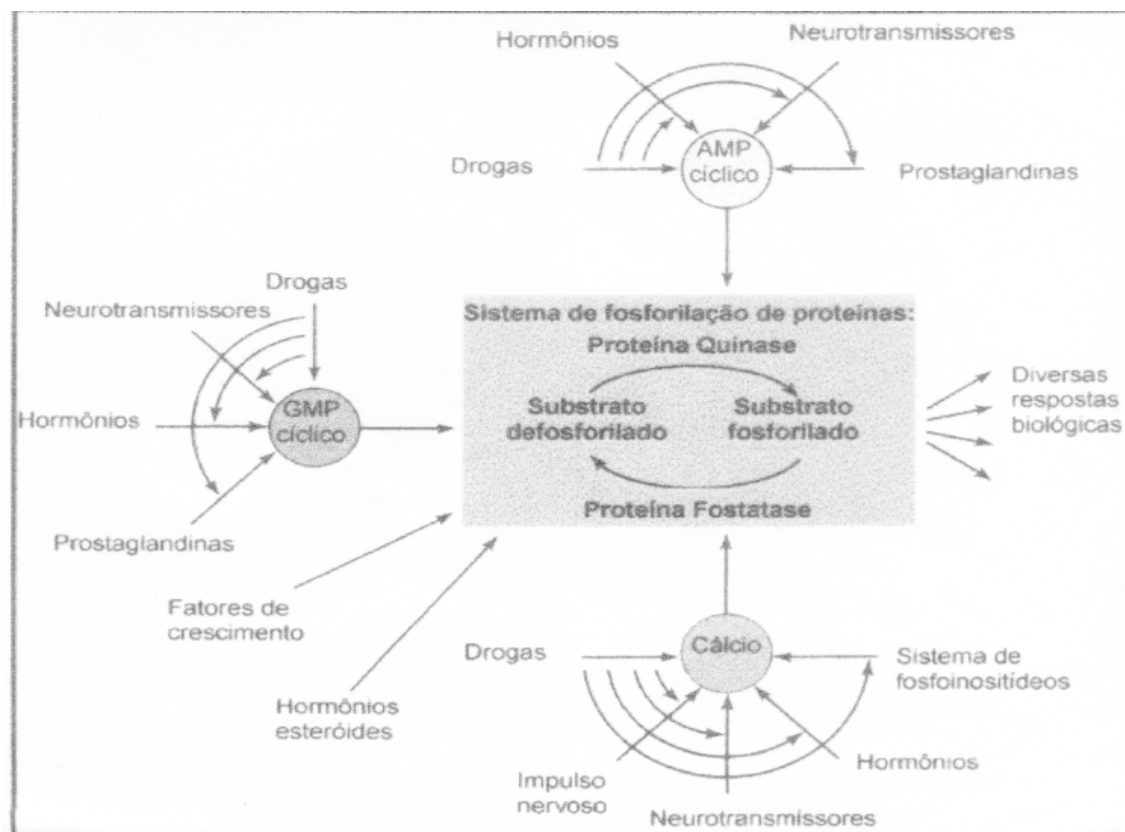 Hormônios
Neurotransmissores
Drogas
AMP
cíclico
Prostaglandinas
Drogas
Neurotransmissores
Hormônios
GMP
cíclico
Prostaglandinas
Sistema de fosforilação de proteínas:
Proteína Quinase
Substrato
defosforilado
Substrato
fosforilado
Proteína Fostatase
Diversas
respostas
biológicas
Fatores de
crescimento
Hormônios
esteróides
Drogas
Cálcio
Sistema de
fosfoinositídeos
Impulso
nervoso
Neurotransmissores
Hormônios